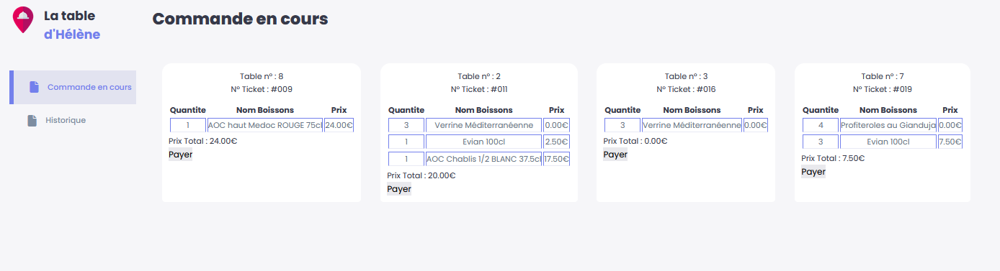 La table
d'Hélène
Commande en cours
Commande en cours
Historique
Table n° : 8
N° Ticket : #009
Quantite Nom Boissons Prix
1 AOC haut Medoc ROUGE 75cl 24.00€
Prix Total : 24.00€
Payer
Table n° : 2
N° Ticket : #011
Quantite Nom Boissons Prix
3 Verrine Méditerranéenne 0.00€
1 Evian 100cl 2.50€
1 AOC Chablis 1/2 BLANC 37.5cl 17.50€
Prix Total : 20.00€
Payer
Table n° : 3
N° Ticket : #016
Quantite Nom Boissons Prix
3 Verrine Méditerranéenne 0.00€
Prix Total : 0.00€
Payer
Table n° : 7
N° Ticket : #019
Quantite Nom Boissons Prix
4 Profiteroles au Gianduja 0.00€
3 Evian 100cl 7.50€
Prix Total : 7.50€
Payer